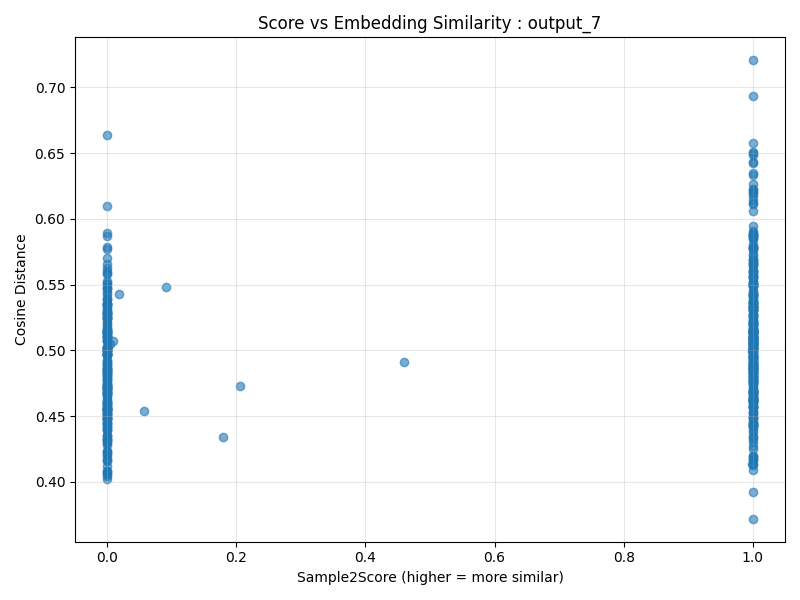 Score vs Embedding Similarity : output_7
Cosine Distance
0.70
0.65
0.60
0.55
0.50
0.45
0.40
0.0 0.2 0.4 0.6 0.8 1.0
Sample2Score (higher = more similar)